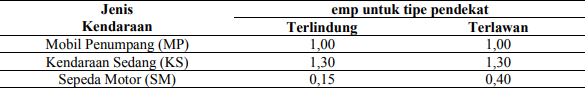 Jenis Kendaraan emp untuk tipe pendekat
Terlindung Terlawan
Mobil Penumpang (MP) 1,00 1,00
Kendaraan Sedang (KS) 1,30 1,30
Sepeda Motor (SM) 0,15 0,40